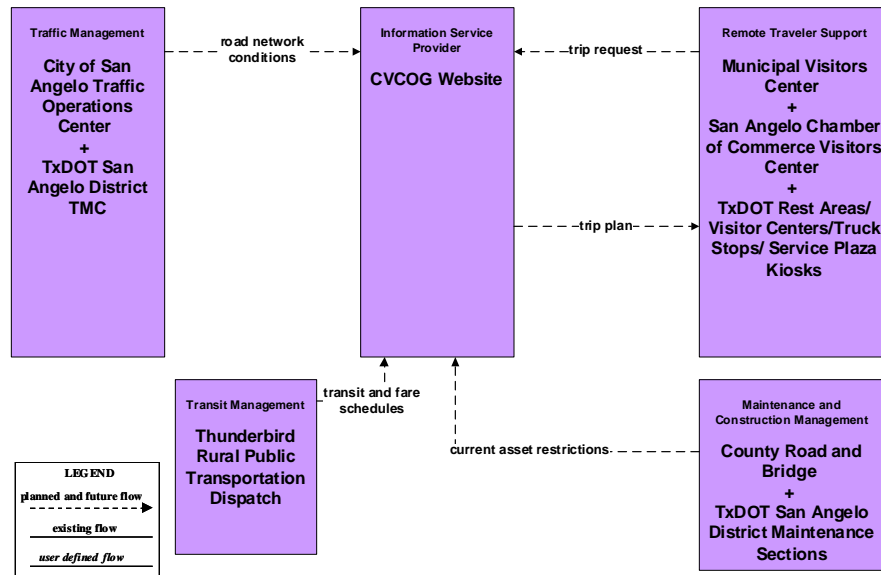 Traffic Management
City of San
Angelo Traffic
Operations
Center
+
TxDOT San
Angelo District
TMC
road network
conditions
Information Service
Provider
CVCOG Website
trip request
trip plan
Remote Traveler Support
Municipal Visitors
Center
+
San Angelo Chamber
of Commerce Visitors
Center
+
TxDOT Rest Areas/
Visitor Centers/Truck
Stops/ Service Plaza
Kiosks
Transit Management
Thunderbird
Rural Public
Transportation
Dispatch
transit and fare
schedules
current asset restrictions
Maintenance and
Construction Management
County Road and
Bridge
+
TxDOT San Angelo
District Maintenance
Sections
LEGEND
planned and future flow
existing flow
user defined flow